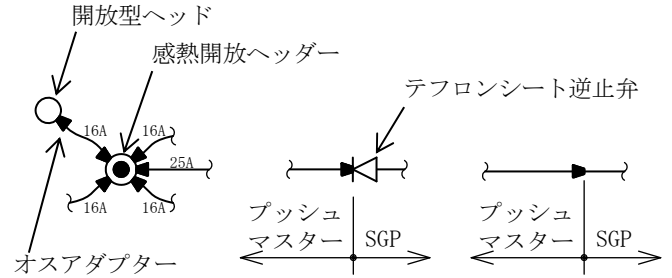 開放型ヘッド
感熱開放ヘッダー
テフロンシート逆止弁
16A
16A
25A
16A
16A
オスアダプター
プッシュ
マスター
SGP
プッシュ
マスター
SGP